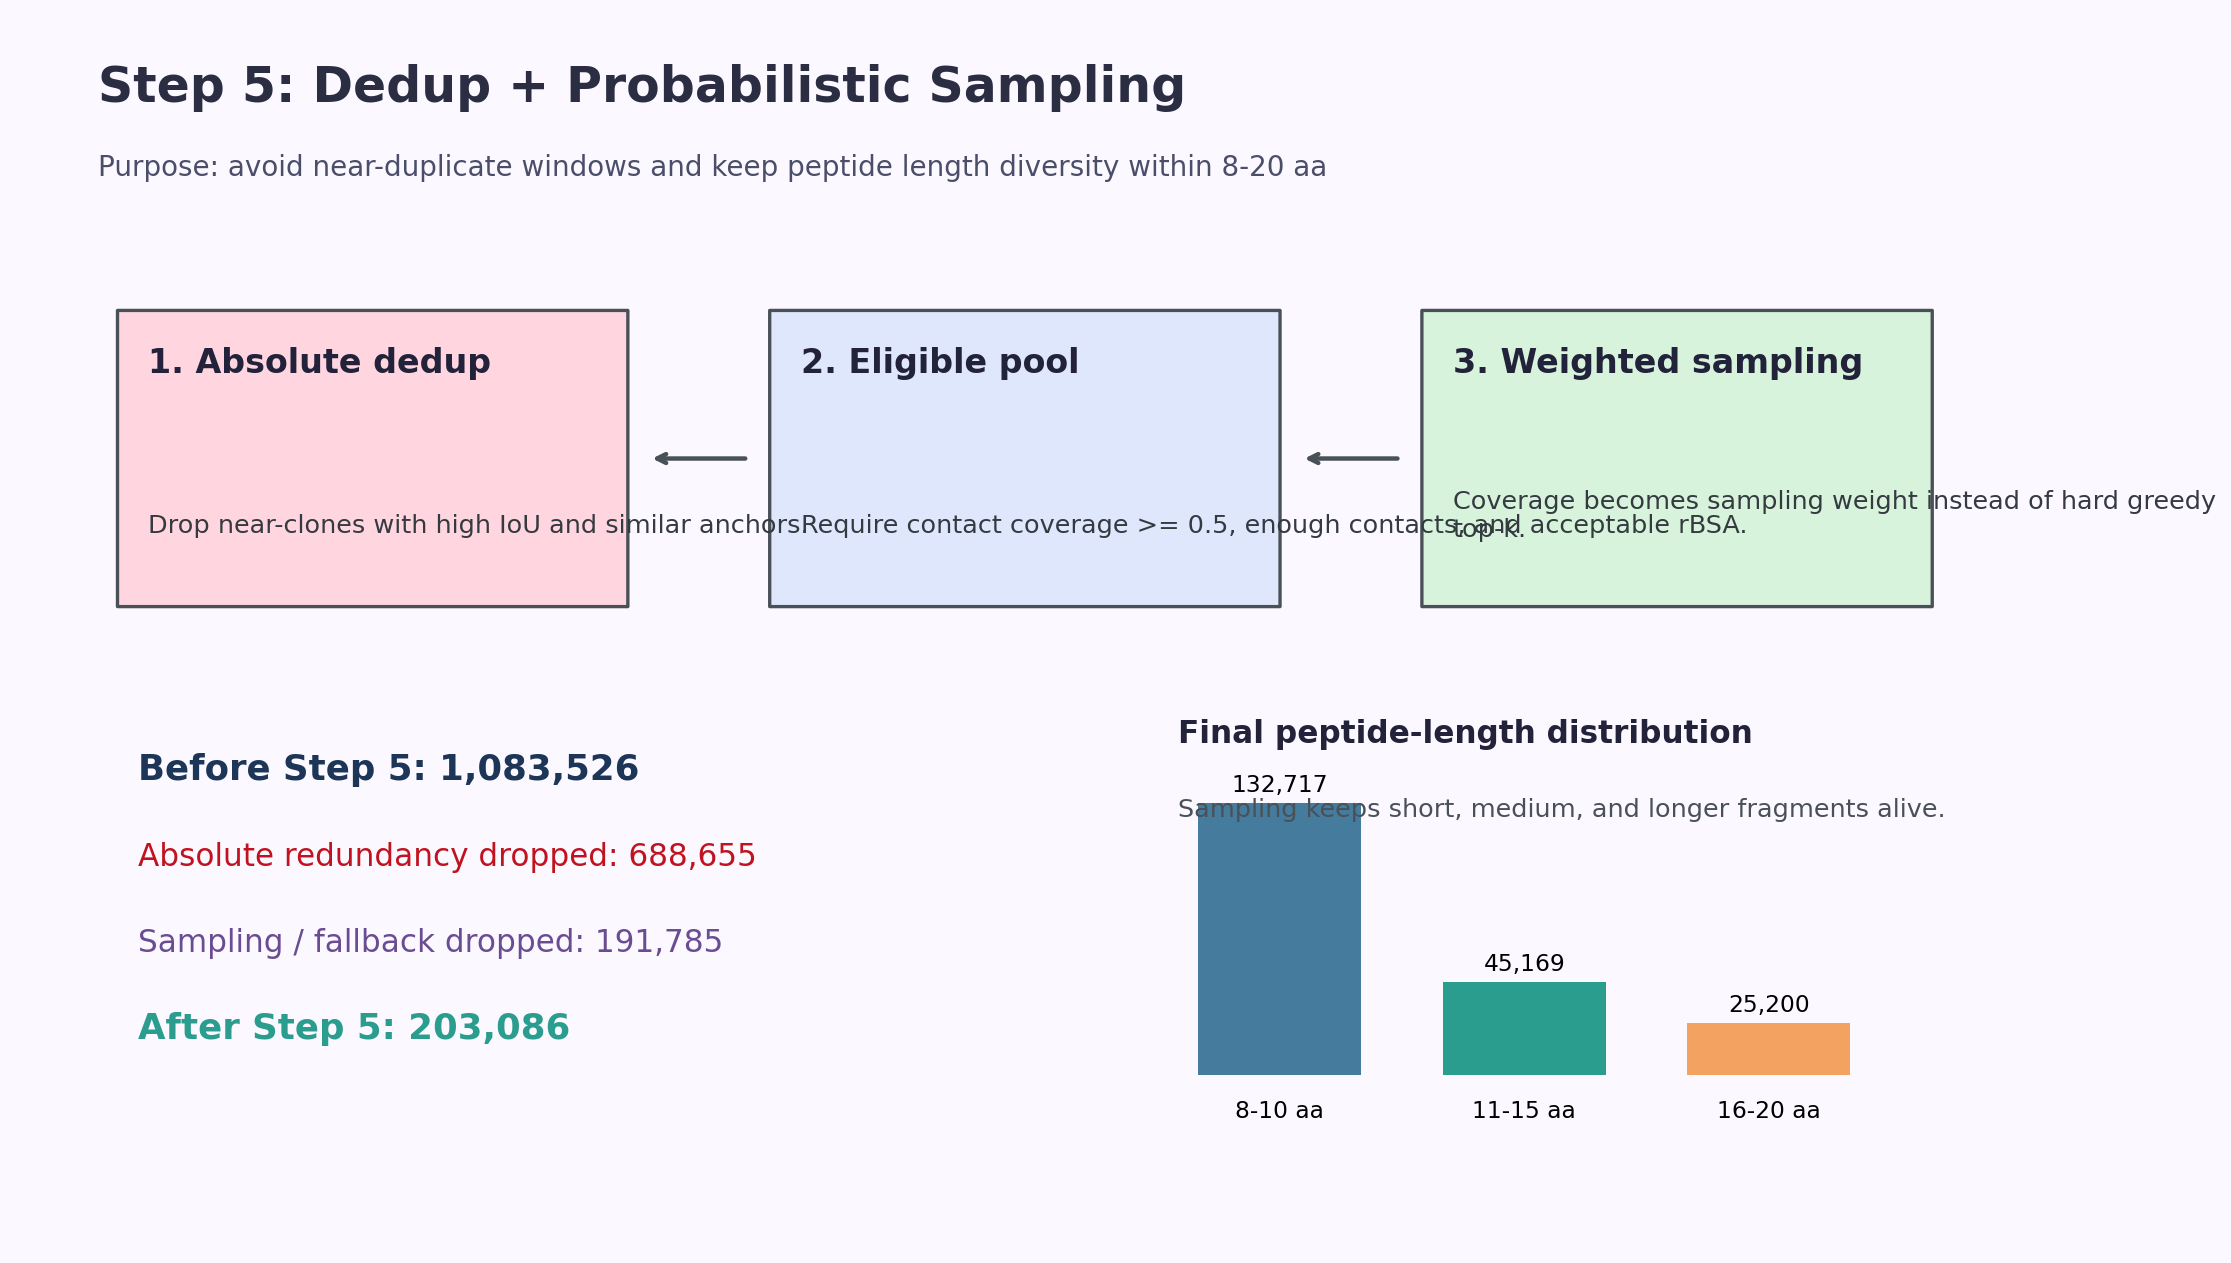 Step 5: Dedup + Probabilistic Sampling
Purpose: avoid near-duplicate windows and keep peptide length diversity within 8-20 aa
1. Absolute dedup
Drop near-clones with high IoU and similar anchors
2. Eligible pool
Require contact coverage >= 0.5, enough contacts, and acceptable rBSA.
3. Weighted sampling
Coverage becomes sampling weight instead of hard greedy
top-k.
Before Step 5: 1,083,526
Absolute redundancy dropped: 688,655
Sampling / fallback dropped: 191,785
After Step 5: 203,086
Final peptide-length distribution
Sampling keeps short, medium, and longer fragments alive.
132,717
45,169
25,200
8-10 aa
11-15 aa
16-20 aa